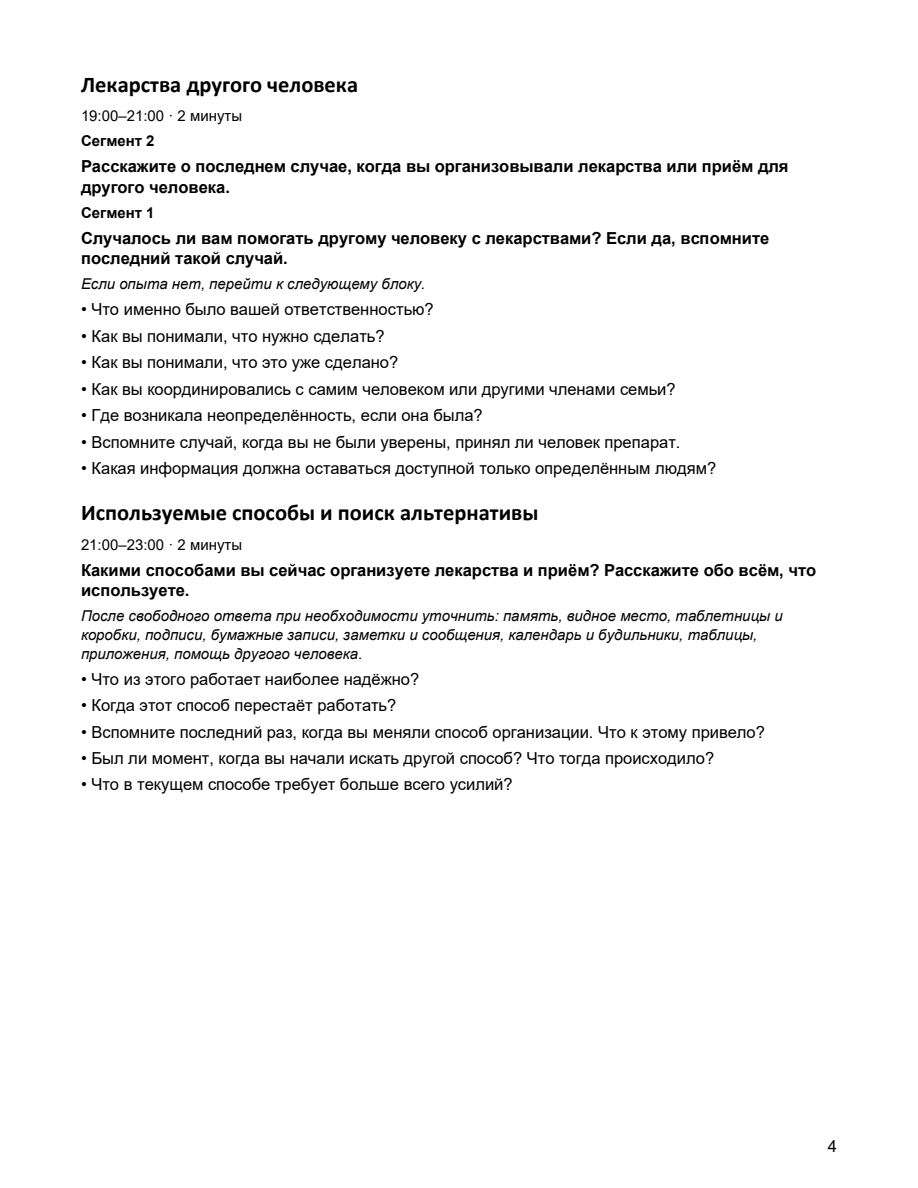 Лекарства другого человека
19:00–21:00 · 2 минуты
Сегмент 2
Расскажите о последнем случае, когда вы организовывали лекарства или приём для
другого человека.
Сегмент 1
Случалось ли вам помогать другому человеку с лекарствами? Если да, вспомните
последний такой случай.
Если опыта нет, перейти к следующему блоку.
• Что именно было вашей ответственностью?
• Как вы понимали, что нужно сделать?
• Как вы понимали, что это уже сделано?
• Как вы координировались с самим человеком или другими членами семьи?
• Где возникала неопределённость, если она была?
• Вспомните случай, когда вы не были уверены, принял ли человек препарат.
• Какая информация должна оставаться доступной только определённым людям?
Используемые способы и поиск альтернативы
21:00–23:00 · 2 минуты
Какими способами вы сейчас организуете лекарства и приём? Расскажите обо всём, что
используете.
После свободного ответа при необходимости уточнить: память, видное место, таблетницы и
коробки, подписи, бумажные записи, заметки и сообщения, календарь и будильники, таблицы,
приложения, помощь другого человека.
• Что из этого работает наиболее надёжно?
• Когда этот способ перестаёт работать?
• Вспомните последний раз, когда вы меняли способ организации. Что к этому привело?
• Был ли момент, когда вы начали искать другой способ? Что тогда происходило?
• Что в текущем способе требует больше всего усилий?
4